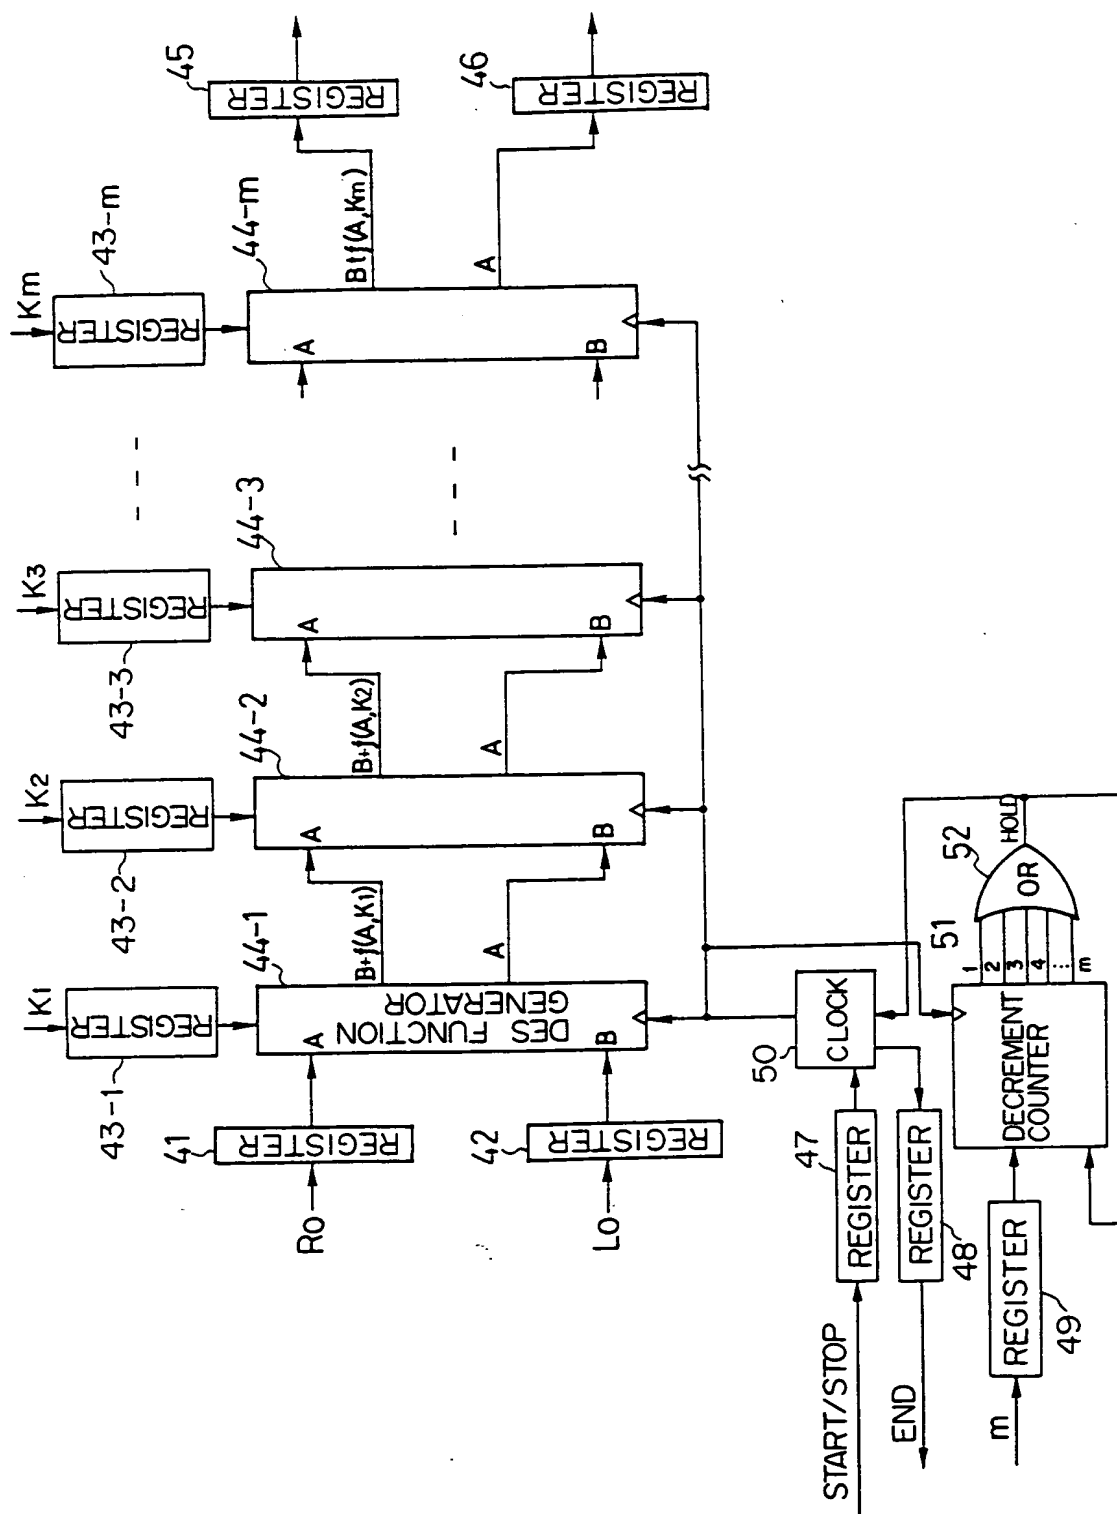 K1
K2
K3
Km
REGISTER
REGISTER
REGISTER
REGISTER
43-1
43-2
43-3
43-m
44-1
44-2
44-3
44-m
41
REGISTER
R0
42
REGISTER
L0
A
DES FUNCTION
GENERATOR
B
B+f(A,K1)
A
A
B
B+f(A,K2)
A
A
B
A
B
B+f(A,Km)
A
45
REGISTER
46
REGISTER
START/STOP
47
REGISTER
50
CLOCK
END
REGISTER
48
m
REGISTER
49
DECREMENT
COUNTER
51
1
2
3
4
...
m
OR
52
HOLD